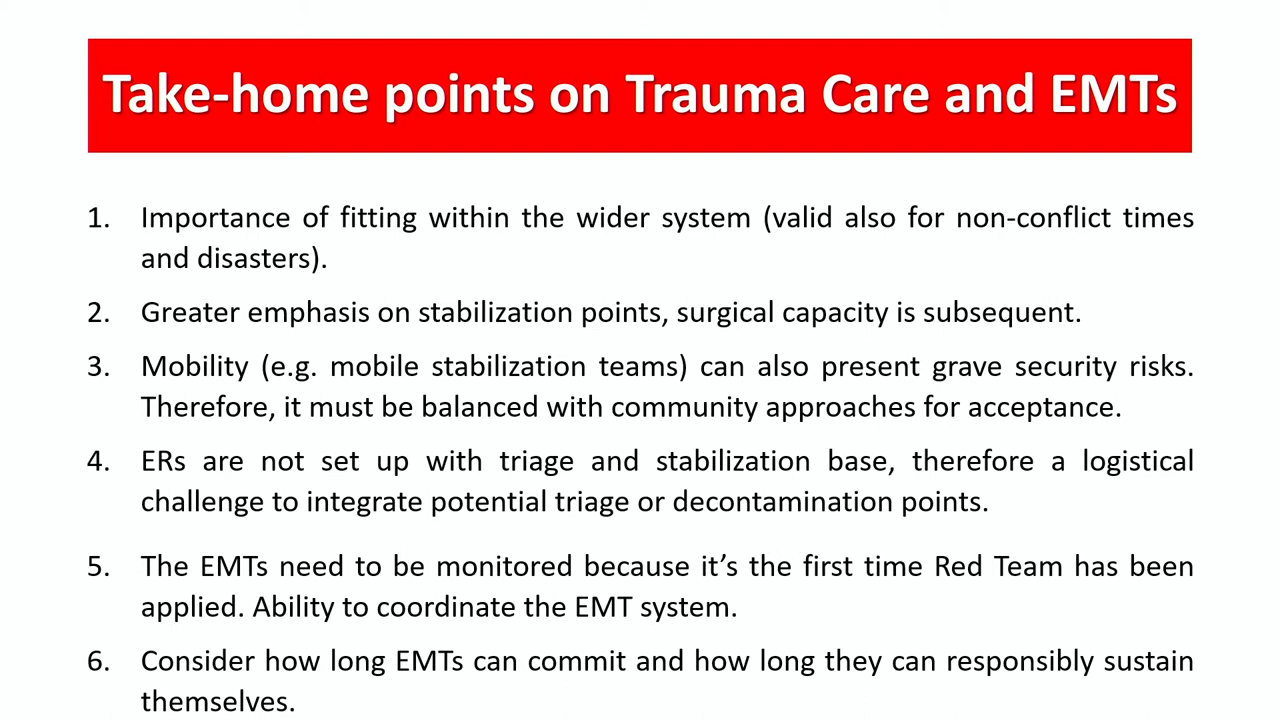 Take-home points on Trauma Care and EMTs
1. Importance of fitting within the wider system (valid also for non-conflict times
and disasters).
2. Greater emphasis on stabilization points, surgical capacity is subsequent.
3. Mobility (e.g. mobile stabilization teams) can also present grave security risks.
Therefore, it must be balanced with community approaches for acceptance.
4. ERs are not set up with triage and stabilization base, therefore a logistical
challenge to integrate potential triage or decontamination points.
5. The EMTs need to be monitored because it’s the first time Red Team has been
applied. Ability to coordinate the EMT system.
6. Consider how long EMTs can commit and how long they can responsibly sustain
themselves.